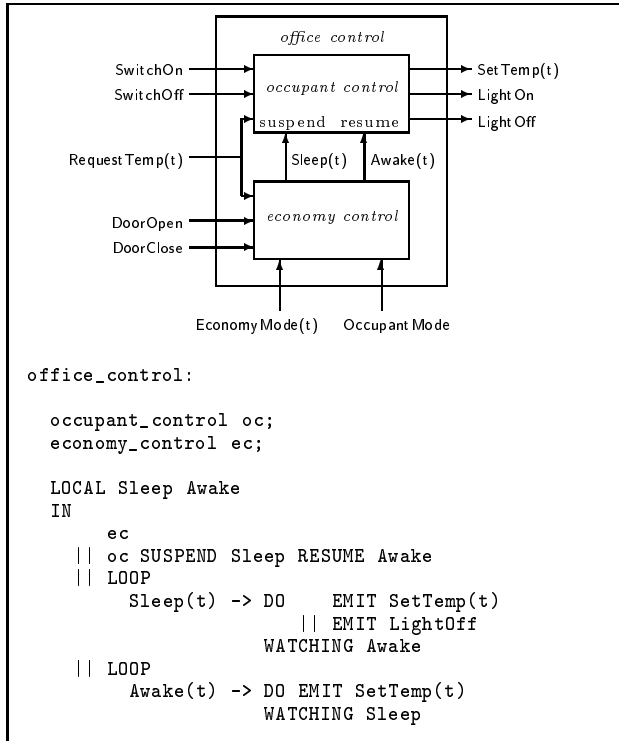 office control
SwitchOn
SetTemp(t)
occupant control
SwitchOff
LightOn
suspend resume
LightOff
RequestTemp(t)
Sleep(t)
Awake(t)
economy control
DoorOpen
DoorClose
EconomyMode(t) OccupantMode
office_control:
occupant_control oc;
economy_control ec;
LOCAL Sleep Awake
IN
ec
|| oc SUSPEND Sleep RESUME Awake
|| LOOP
Sleep(t) -> DO EMIT SetTemp(t)
|| EMIT LightOff
WATCHING Awake
|| LOOP
Awake(t) -> DO EMIT SetTemp(t)
WATCHING Sleep